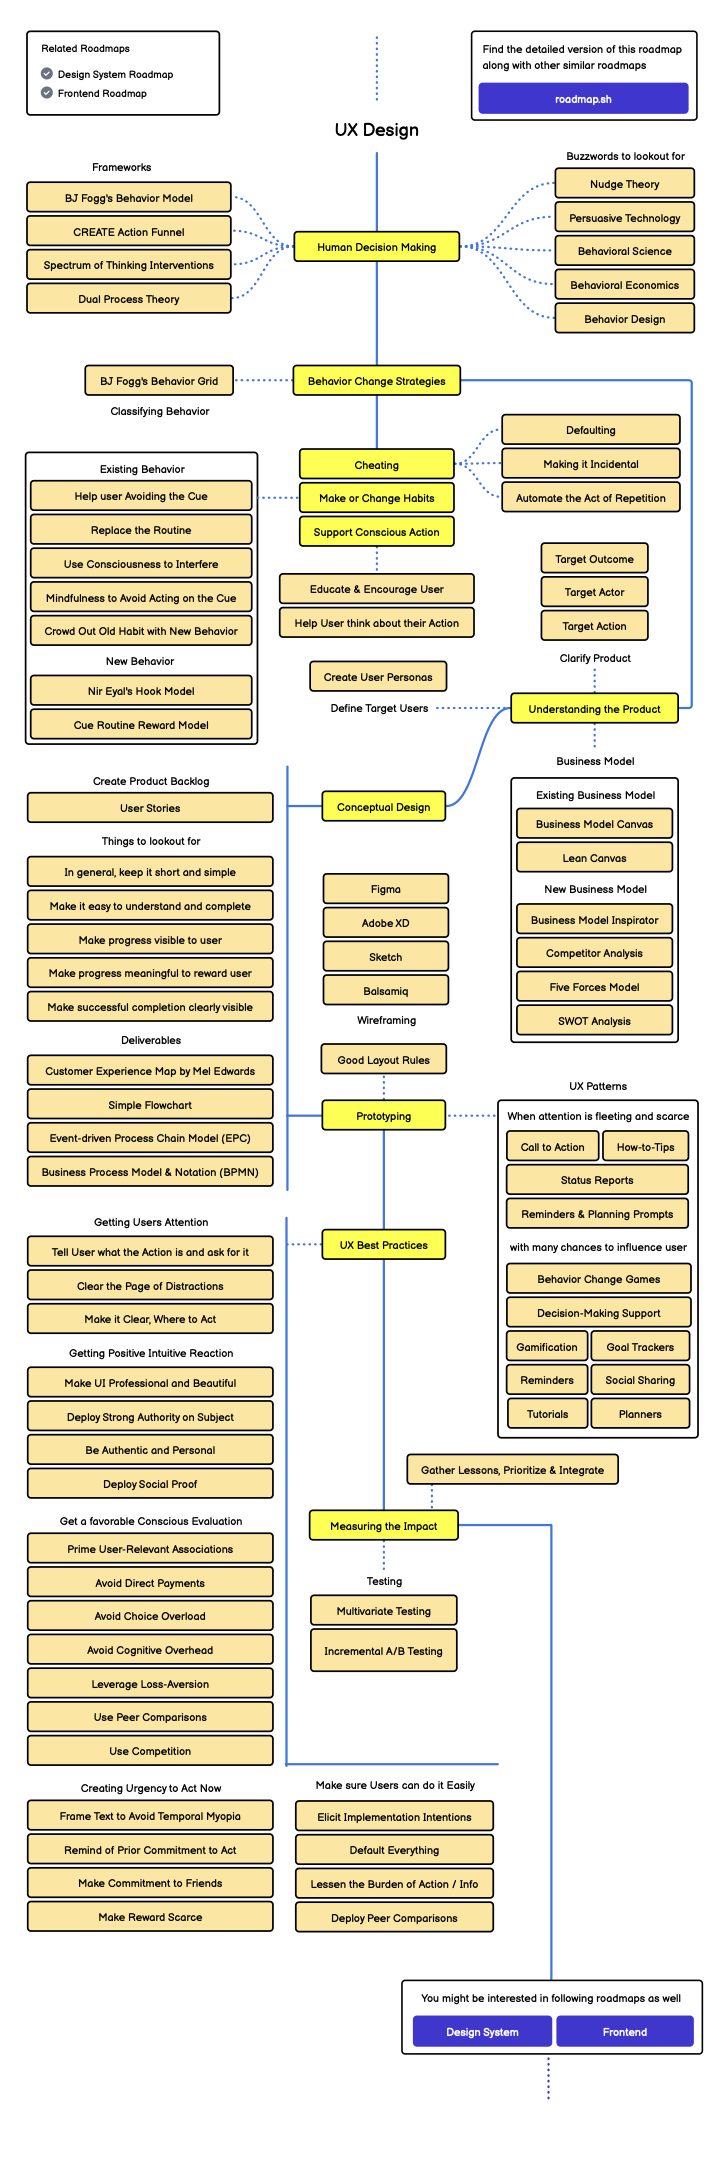 Related Roadmaps
Design System Roadmap
Frontend Roadmap
Find the detailed version of this roadmap
along with other similar roadmaps
roadmap.sh
UX Design
Frameworks
BJ Fogg's Behavior Model
CREATE Action Funnel
Spectrum of Thinking Interventions
Dual Process Theory
Human Decision Making
Buzzwords to lookout for
Nudge Theory
Persuasive Technology
Behavioral Science
Behavioral Economics
Behavior Design
BJ Fogg's Behavior Grid
Classifying Behavior
Behavior Change Strategies
Cheating
Make or Change Habits
Support Conscious Action
Defaulting
Making it Incidental
Automate the Act of Repetition
Existing Behavior
Help user Avoiding the Cue
Replace the Routine
Use Consciousness to Interfere
Mindfulness to Avoid Acting on the Cue
Crowd Out Old Habit with New Behavior
New Behavior
Nir Eyal's Hook Model
Cue Routine Reward Model
Educate & Encourage User
Help User think about their Action
Target Outcome
Target Actor
Target Action
Clarify Product
Create User Personas
Define Target Users
Understanding the Product
Business Model
Existing Business Model
Business Model Canvas
Lean Canvas
New Business Model
Business Model Inspirator
Competitor Analysis
Five Forces Model
SWOT Analysis
Conceptual Design
Create Product Backlog
User Stories
Things to lookout for
In general, keep it short and simple
Make it easy to understand and complete
Make progress visible to user
Make progress meaningful to reward user
Make successful completion clearly visible
Deliverables
Customer Experience Map by Mel Edwards
Simple Flowchart
Event-driven Process Chain Model (EPC)
Business Process Model & Notation (BPMN)
Figma
Adobe XD
Sketch
Balsamiq
Wireframing
Good Layout Rules
Prototyping
UX Patterns
When attention is fleeting and scarce
Call to Action
How-to-Tips
Status Reports
Reminders & Planning Prompts
with many chances to influence user
Behavior Change Games
Decision-Making Support
Gamification
Goal Trackers
Reminders
Social Sharing
Tutorials
Planners
UX Best Practices
Getting Users Attention
Tell User what the Action is and ask for it
Clear the Page of Distractions
Make it Clear, Where to Act
Getting Positive Intuitive Reaction
Make UI Professional and Beautiful
Deploy Strong Authority on Subject
Be Authentic and Personal
Deploy Social Proof
Get a favorable Conscious Evaluation
Prime User-Relevant Associations
Avoid Direct Payments
Avoid Choice Overload
Avoid Cognitive Overhead
Leverage Loss-Aversion
Use Peer Comparisons
Use Competition
Gather Lessons, Prioritize & Integrate
Measuring the Impact
Testing
Multivariate Testing
Incremental A/B Testing
Creating Urgency to Act Now
Frame Text to Avoid Temporal Myopia
Remind of Prior Commitment to Act
Make Commitment to Friends
Make Reward Scarce
Make sure Users can do it Easily
Elicit Implementation Intentions
Default Everything
Lessen the Burden of Action / Info
Deploy Peer Comparisons
You might be interested in following roadmaps as well
Design System
Frontend